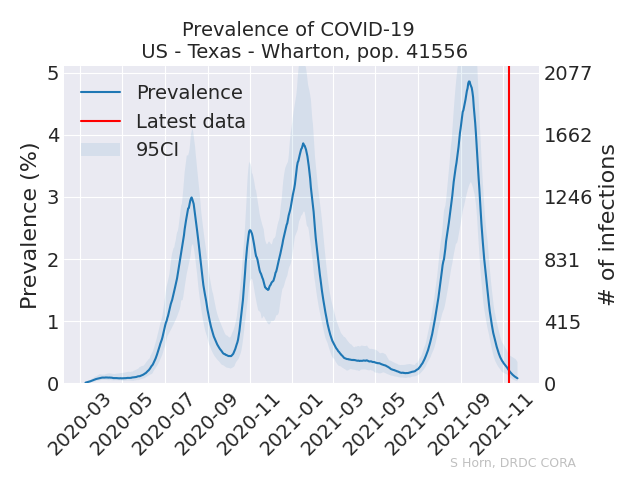 Prevalence of COVID-19
US - Texas - Wharton, pop. 41556
Prevalence (%)
5
4
3
2
1
0
Prevalence
Latest data
95CI
2077
1662
1246
831
415
0
# of infections
2020-03
2020-05
2020-07
2020-09
2020-11
2021-01
2021-03
2021-05
2021-07
2021-09
2021-11
S Horn, DRDC CORA